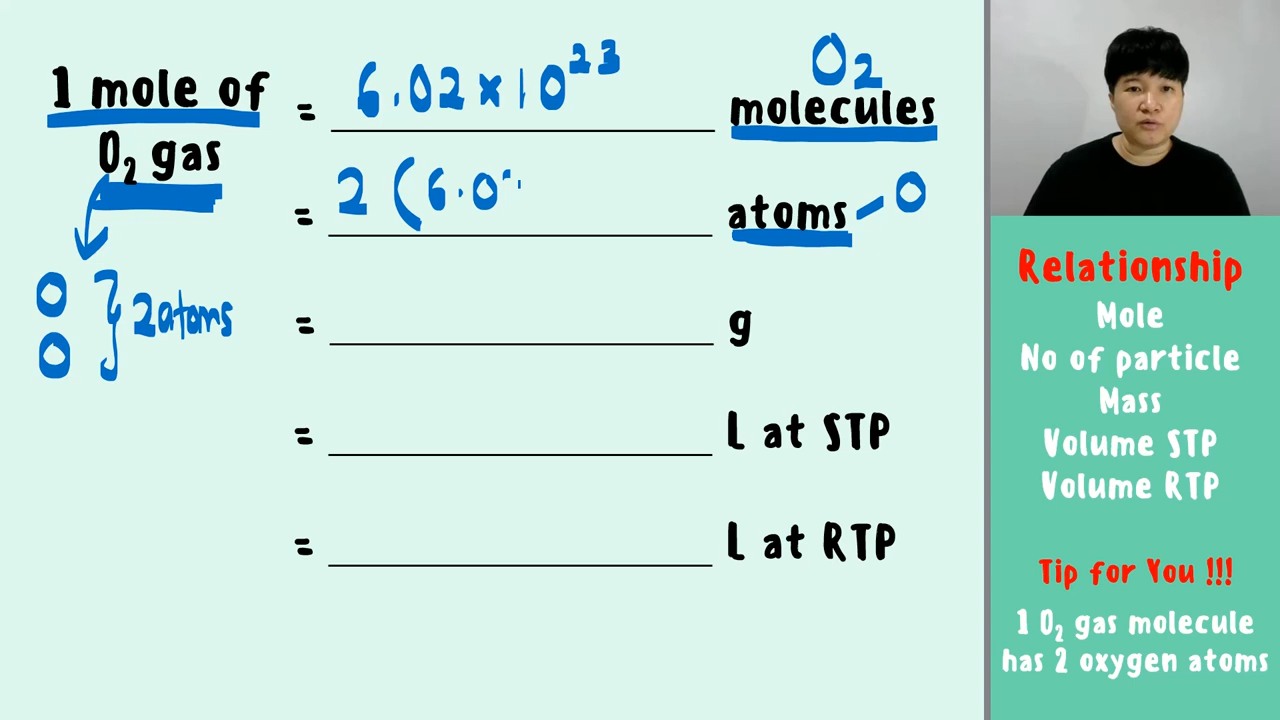 1 mole of = 6.02 × 10²³ O₂ molecules
O₂ gas
= 2 (6.0 atoms – O
O } 2 atoms
O
= g
= L at STP
= L at RTP
Relationship
Mole
No of particle
Mass
Volume STP
Volume RTP
Tip for You !!!
1 O₂ gas molecule
has 2 oxygen atoms